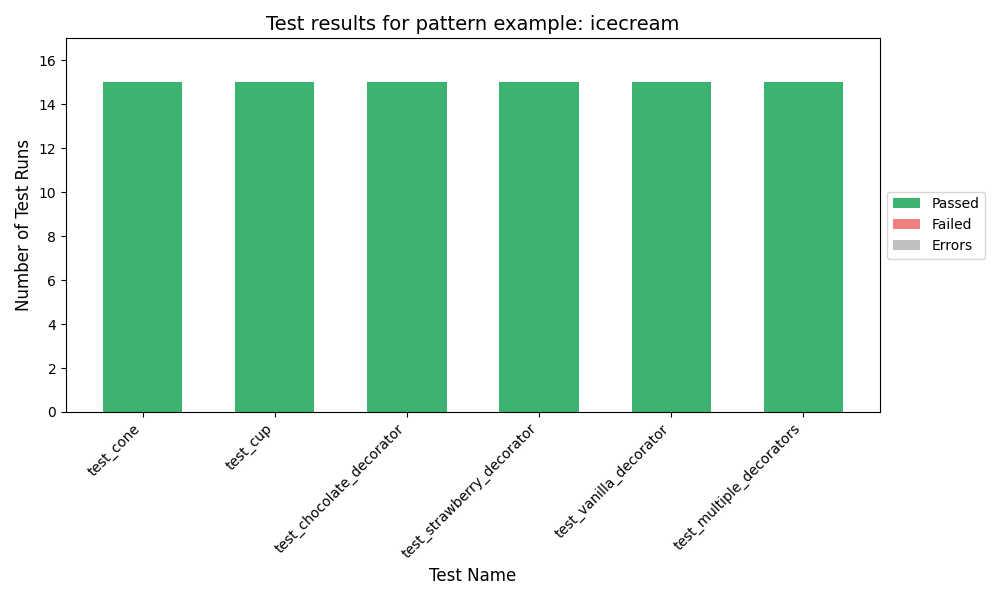 Test results for pattern example: icecream
Number of Test Runs
16
14
12
10
8
6
4
2
0
test_cone
test_cup
test_chocolate_decorator
test_strawberry_decorator
test_vanilla_decorator
test_multiple_decorators
Test Name
Passed
Failed
Errors